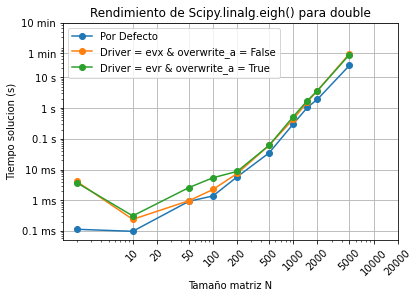 Rendimiento de Scipy.linalg.eigh() para double
10 min
1 min
10 s
1 s
0.1 s
10 ms
1 ms
0.1 ms
Tiempo solucion (s)
Por Defecto
Driver = evx & overwrite_a = False
Driver = evr & overwrite_a = True
10
20
50
100
200
500
1000
2000
5000
10000
20000
Tamaño matriz N